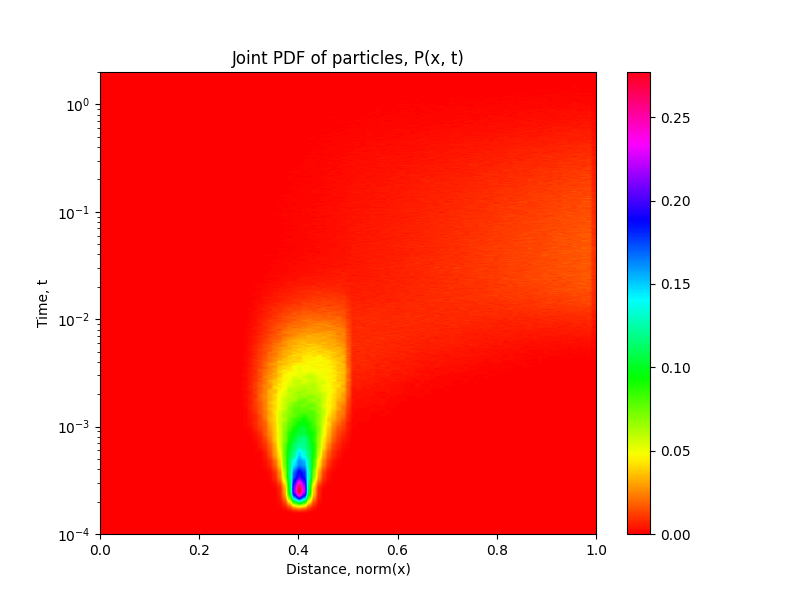 Joint PDF of particles, P(x, t)
Time, t
10⁰
10⁻¹
10⁻²
10⁻³
10⁻⁴
0.0 0.2 0.4 0.6 0.8 1.0
Distance, norm(x)
0.25
0.20
0.15
0.10
0.05
0.00